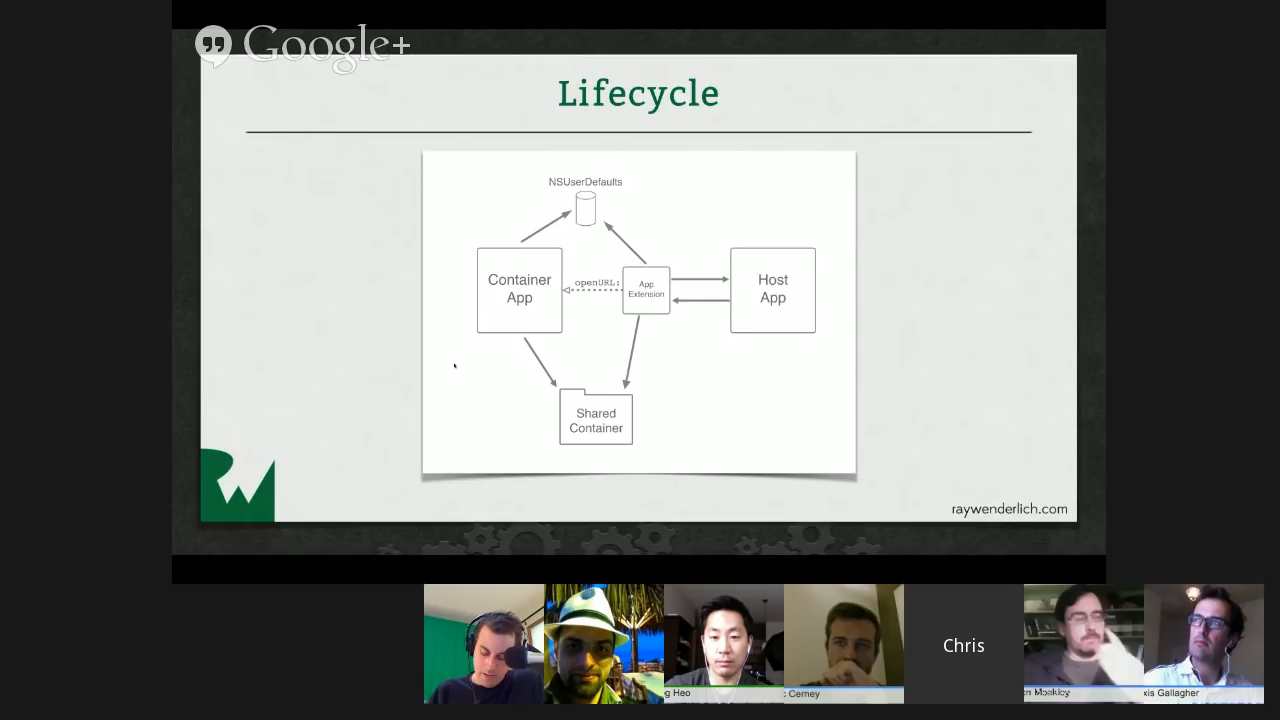 Google+
Lifecycle
NSUserDefaults
Container
App
openURL:
App
Extension
Host
App
Shared
Container
raywenderlich.com
Chris
g Heo
Cerney
xis Gallagher